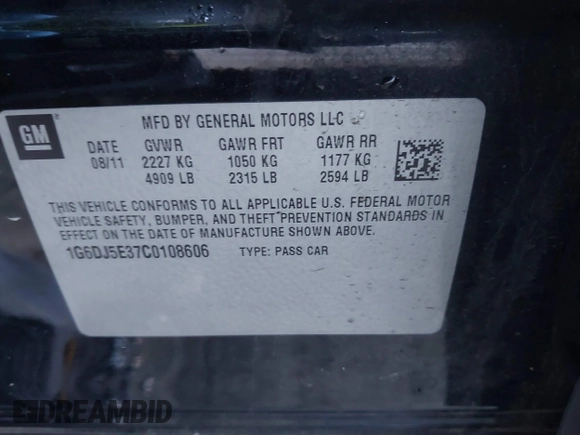 GM
MFD BY GENERAL MOTORS LLC
DATE GVWR GAWR FRT GAWR RR
08/11 2227 KG 1050 KG 1177 KG
4909 LB 2315 LB 2594 LB
THIS VEHICLE CONFORMS TO ALL APPLICABLE U.S. FEDERAL MOTOR
VEHICLE SAFETY, BUMPER, AND THEFT PREVENTION STANDARDS IN
EFFECT ON THE DATE OF MANUFACTURE SHOWN ABOVE.
1G6DJ5E37C0108606 TYPE: PASS CAR
DREAMBID